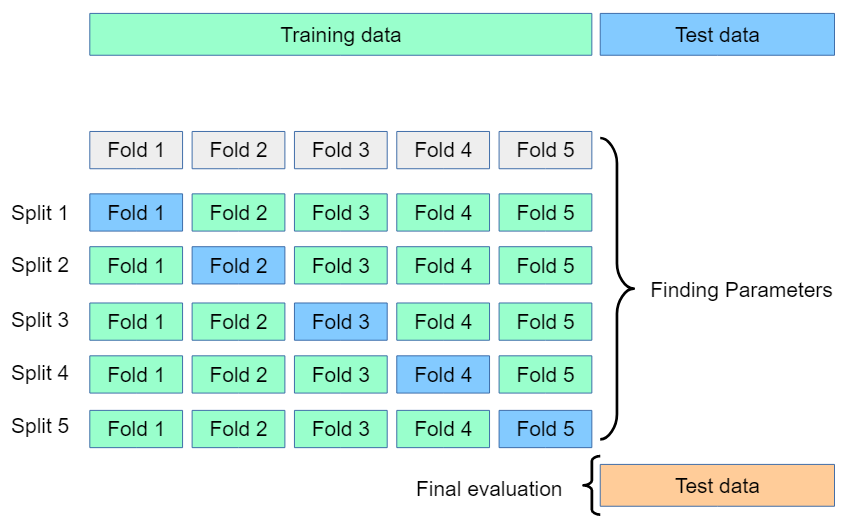 Training data Test data
Fold 1 Fold 2 Fold 3 Fold 4 Fold 5
Split 1 Fold 1 Fold 2 Fold 3 Fold 4 Fold 5
Split 2 Fold 1 Fold 2 Fold 3 Fold 4 Fold 5
Finding Parameters
Split 3 Fold 1 Fold 2 Fold 3 Fold 4 Fold 5
Split 4 Fold 1 Fold 2 Fold 3 Fold 4 Fold 5
Split 5 Fold 1 Fold 2 Fold 3 Fold 4 Fold 5
Final evaluation Test data